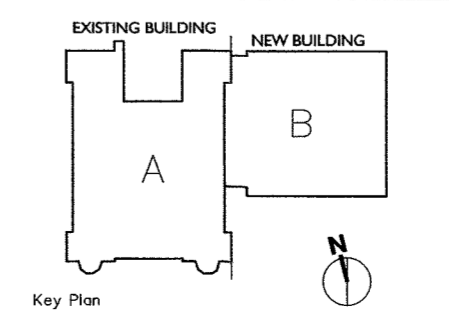 EXISTING BUILDING
NEW BUILDING
B
A
N
Key Plan